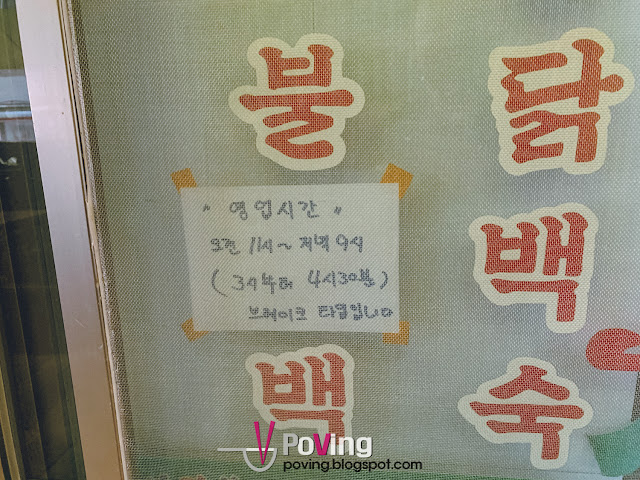 불
닭
백
숙
백
" 영업시간 "
오전 11시 ~ 저녁 9시
( 3시부터 4시30분 )
브레이크 타임입니다
PoVing
poving.blogspot.com